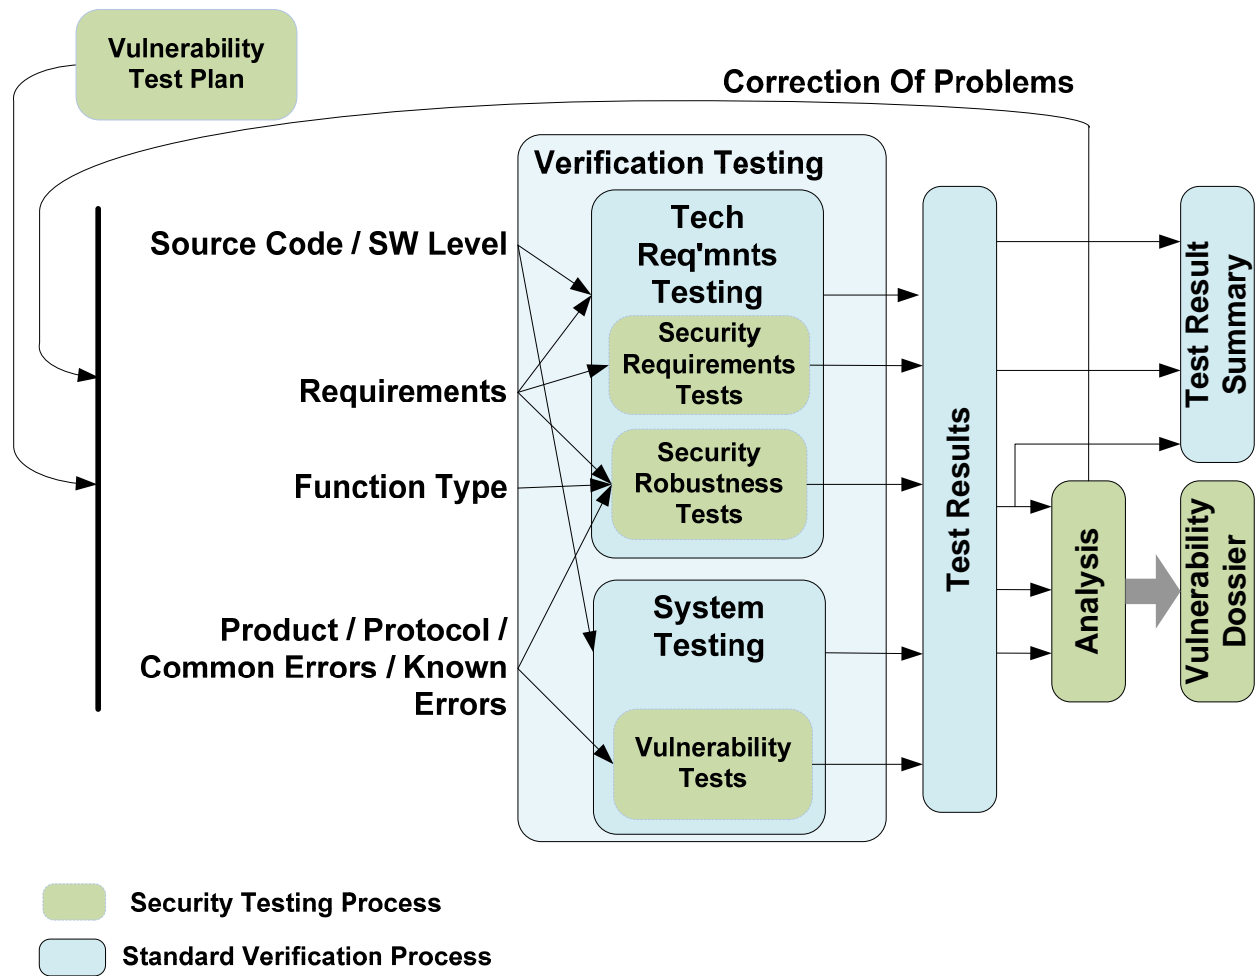 Vulnerability
Test Plan
Correction Of Problems
Verification Testing
Source Code / SW Level
Requirements
Function Type
Product / Protocol /
Common Errors / Known
Errors
Tech
Req'mnts
Testing
Security
Requirements
Tests
Security
Robustness
Tests
System
Testing
Vulnerability
Tests
Test Results
Analysis
Test Result
Summary
Vulnerability
Dossier
Security Testing Process
Standard Verification Process